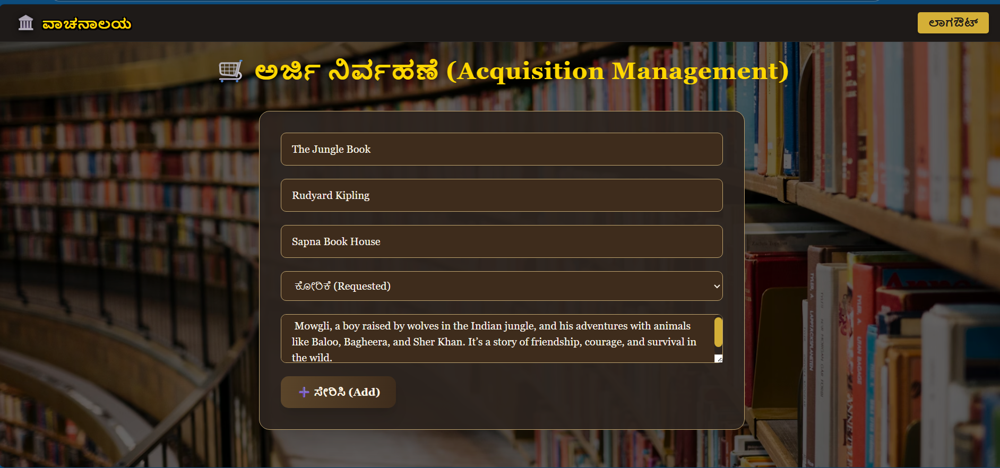 ವಾಚನಾಲಯ
ಲಾಗ್ಔಟ್
ಅರ್ಜಿ ನಿರ್ವಹಣೆ (Acquisition Management)
The Jungle Book
Rudyard Kipling
Sapna Book House
ಕೋರಿಕೆ (Requested)
Mowgli, a boy raised by wolves in the Indian jungle, and his adventures with animals
like Baloo, Bagheera, and Sher Khan. It’s a story of friendship, courage, and survival in
the wild.
ಸೇರಿಸಿ (Add)